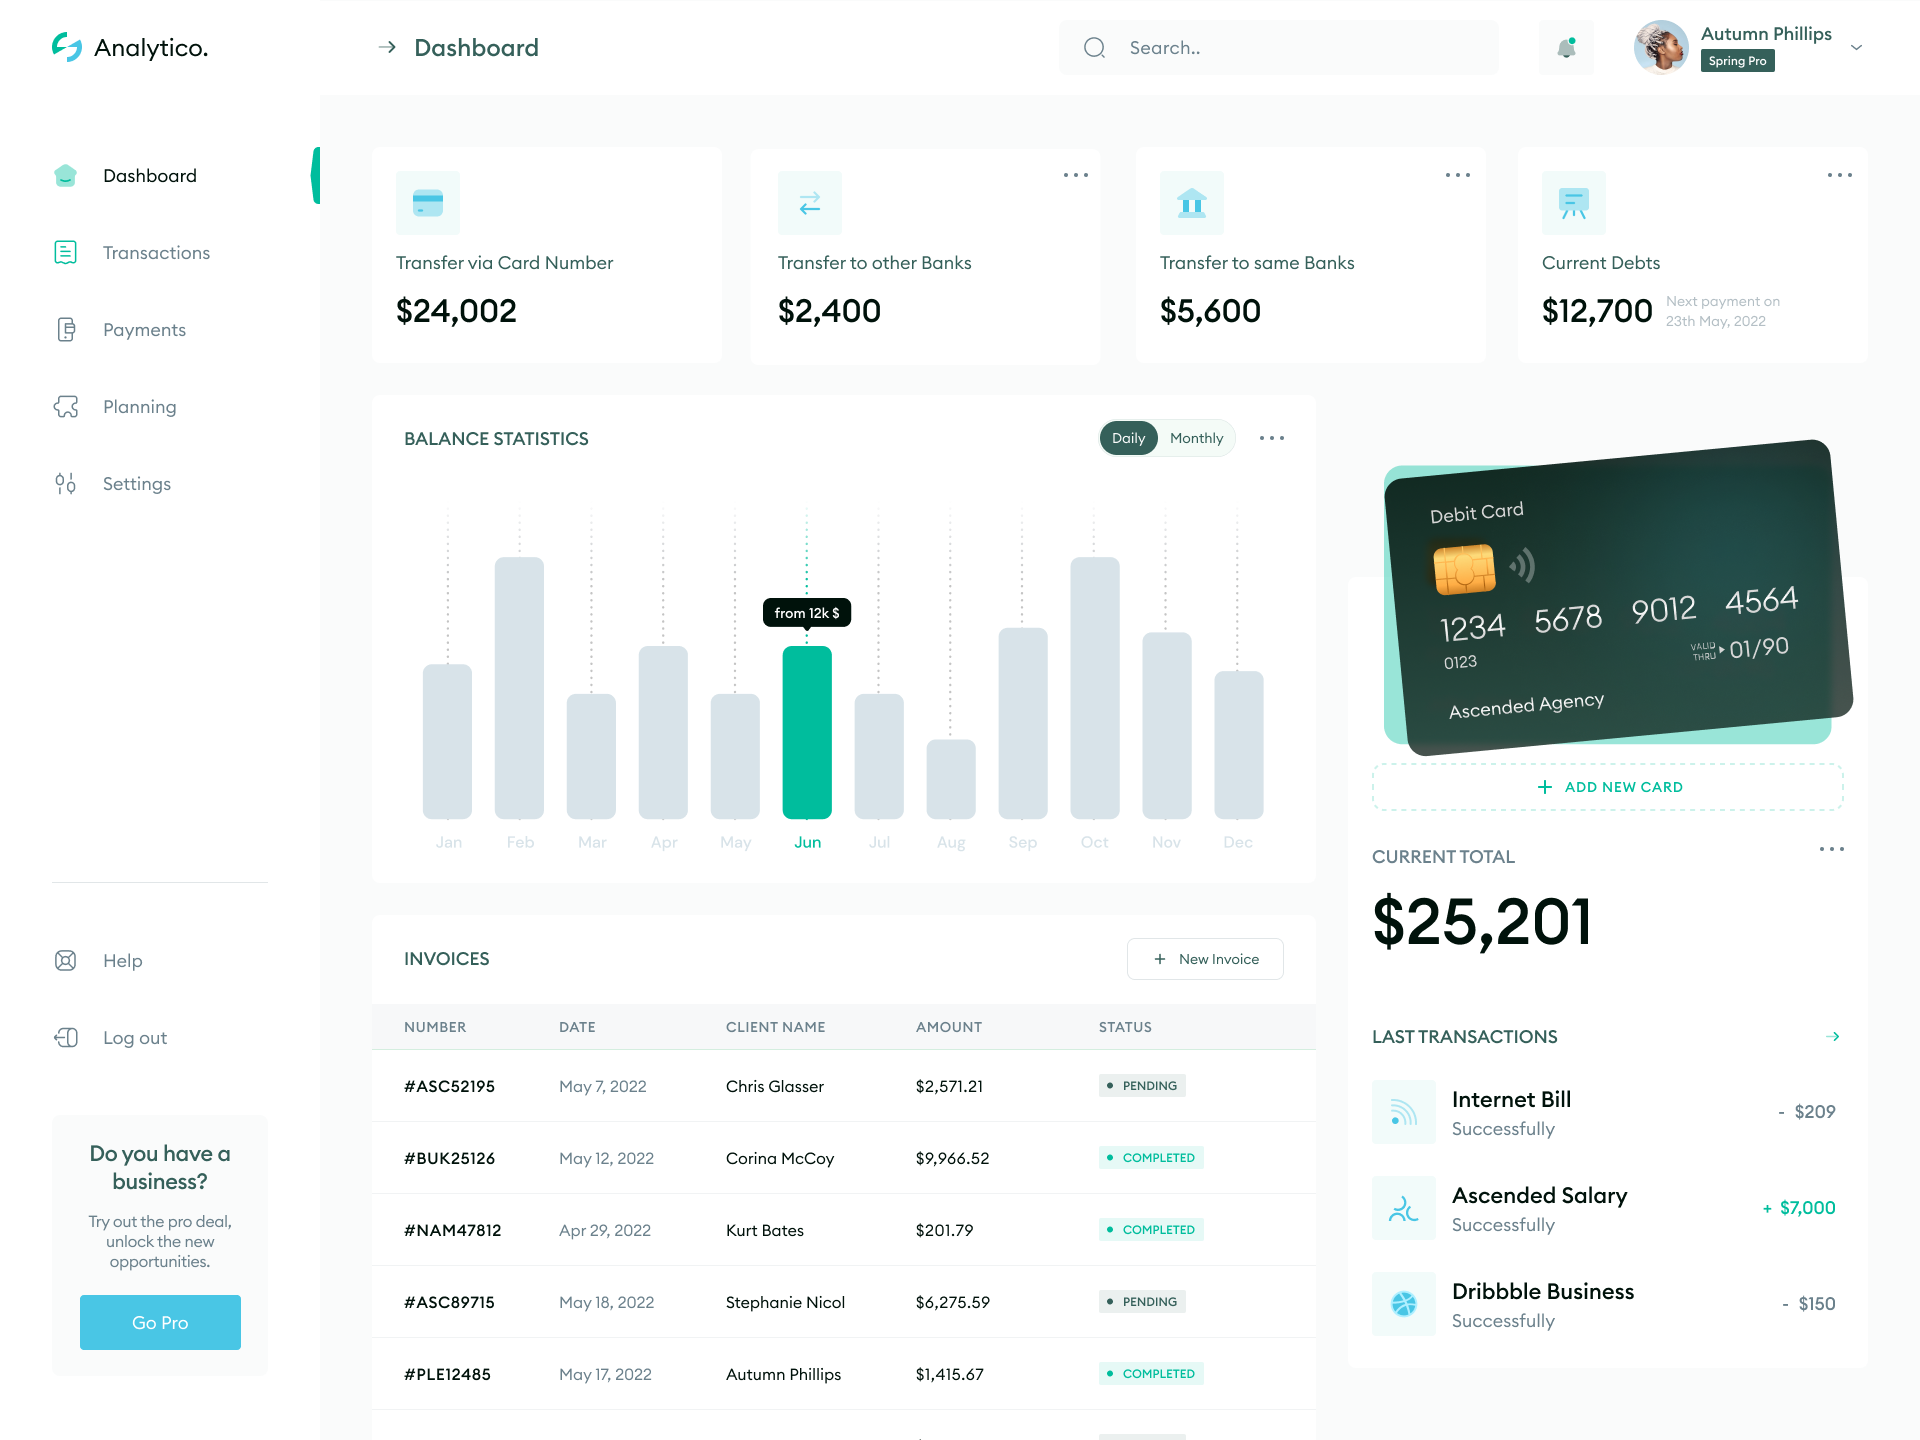 Analytico.
Dashboard
Search..
Autumn Phillips
Spring Pro
Dashboard
Transactions
Payments
Planning
Settings
Help
Log out
Do you have a
business?
Try out the pro deal,
unlock the new
opportunities.
Go Pro
Transfer via Card Number
$24,002
Transfer to other Banks
$2,400
Transfer to same Banks
$5,600
Current Debts
$12,700
Next payment on
23th May, 2022
BALANCE STATISTICS
Daily Monthly
from 12k $
Jan Feb Mar Apr May Jun Jul Aug Sep Oct Nov Dec
INVOICES
+ New Invoice
NUMBER DATE CLIENT NAME AMOUNT STATUS
#ASC52195 May 7, 2022 Chris Glasser $2,571.21 PENDING
#BUK25126 May 12, 2022 Corina McCoy $9,966.52 COMPLETED
#NAM47812 Apr 29, 2022 Kurt Bates $201.79 COMPLETED
#ASC89715 May 18, 2022 Stephanie Nicol $6,275.59 PENDING
#PLE12485 May 17, 2022 Autumn Phillips $1,415.67 COMPLETED
Debit Card
1234 5678 9012 4564
0123
VALID
THRU 01/90
Ascended Agency
+ ADD NEW CARD
CURRENT TOTAL
$25,201
LAST TRANSACTIONS
Internet Bill
Successfully
- $209
Ascended Salary
Successfully
+ $7,000
Dribbble Business
Successfully
- $150